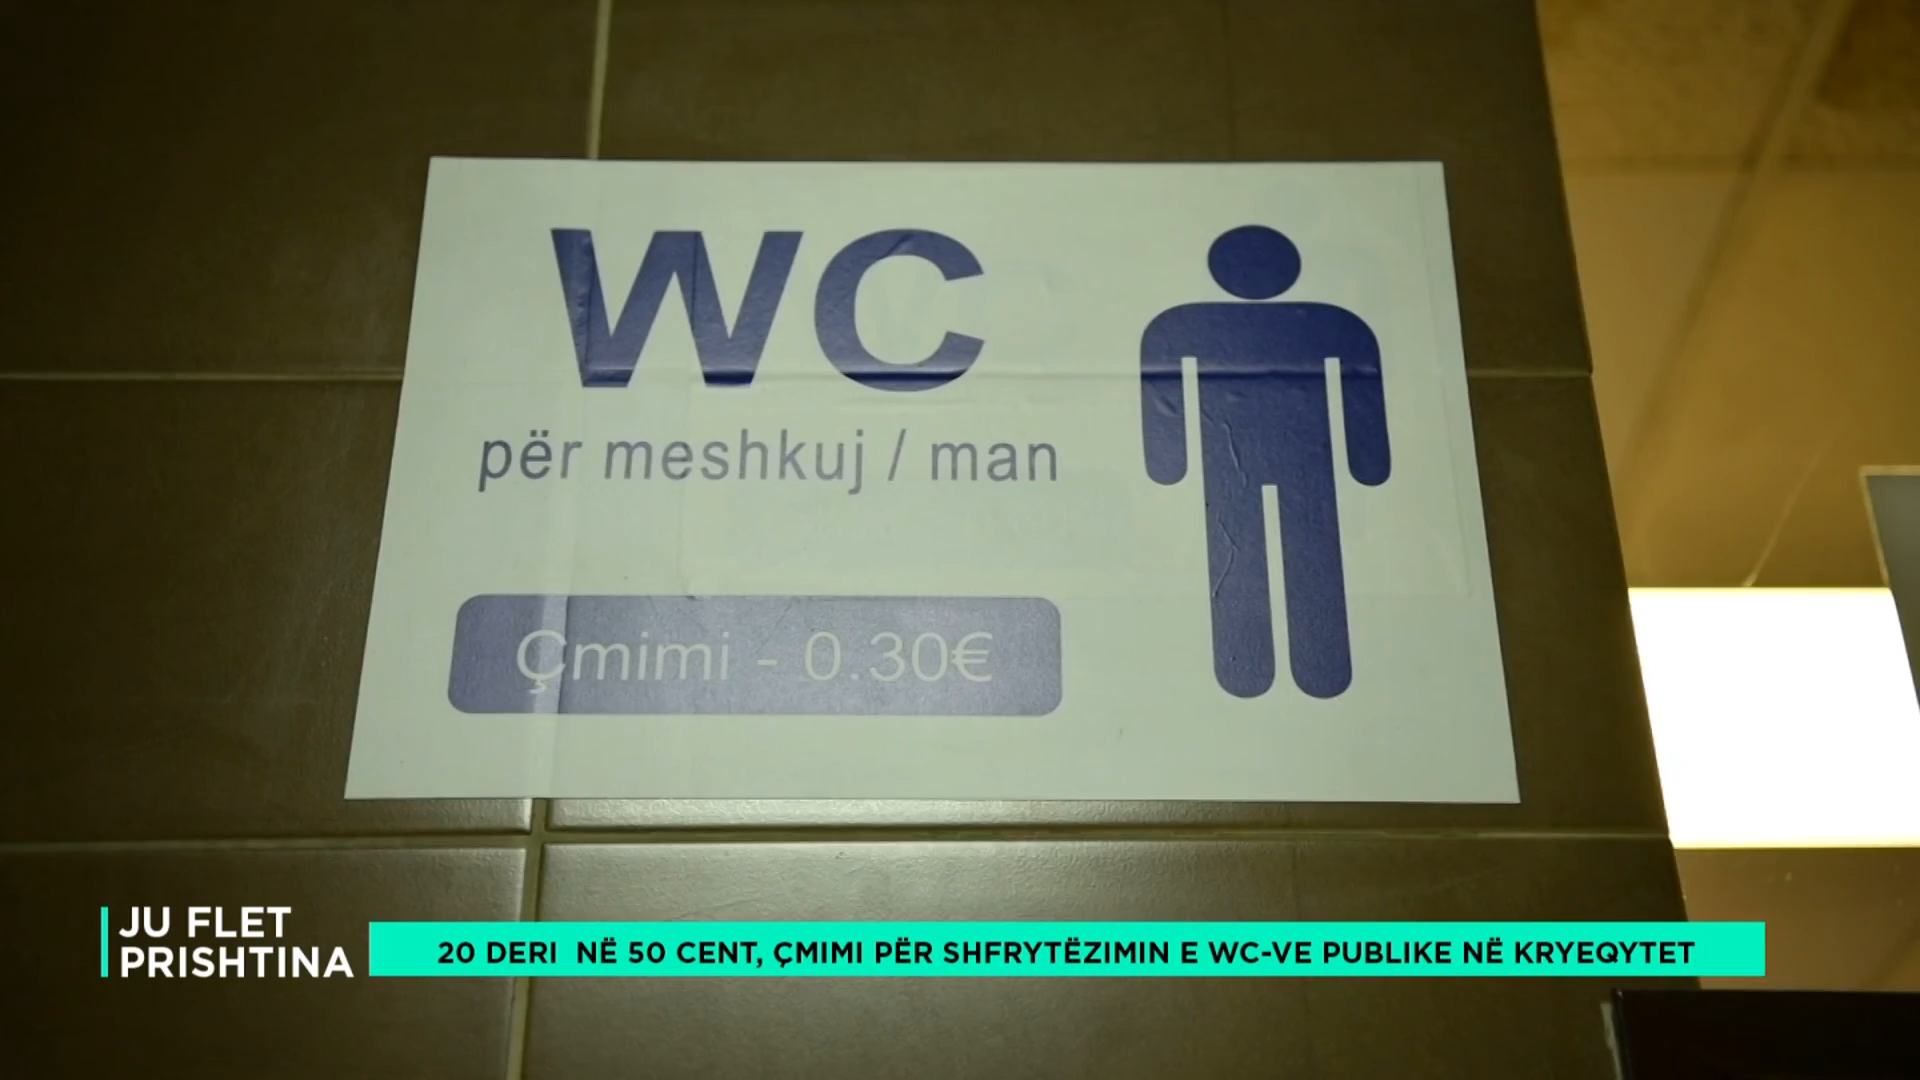 WC
për meshkuj / man
Çmimi - 0.30€
JU FLET
PRISHTINA
20 DERI NË 50 CENT, ÇMIMI PËR SHFRYTËZIMIN E WC-VE PUBLIKE NË KRYEQYTET